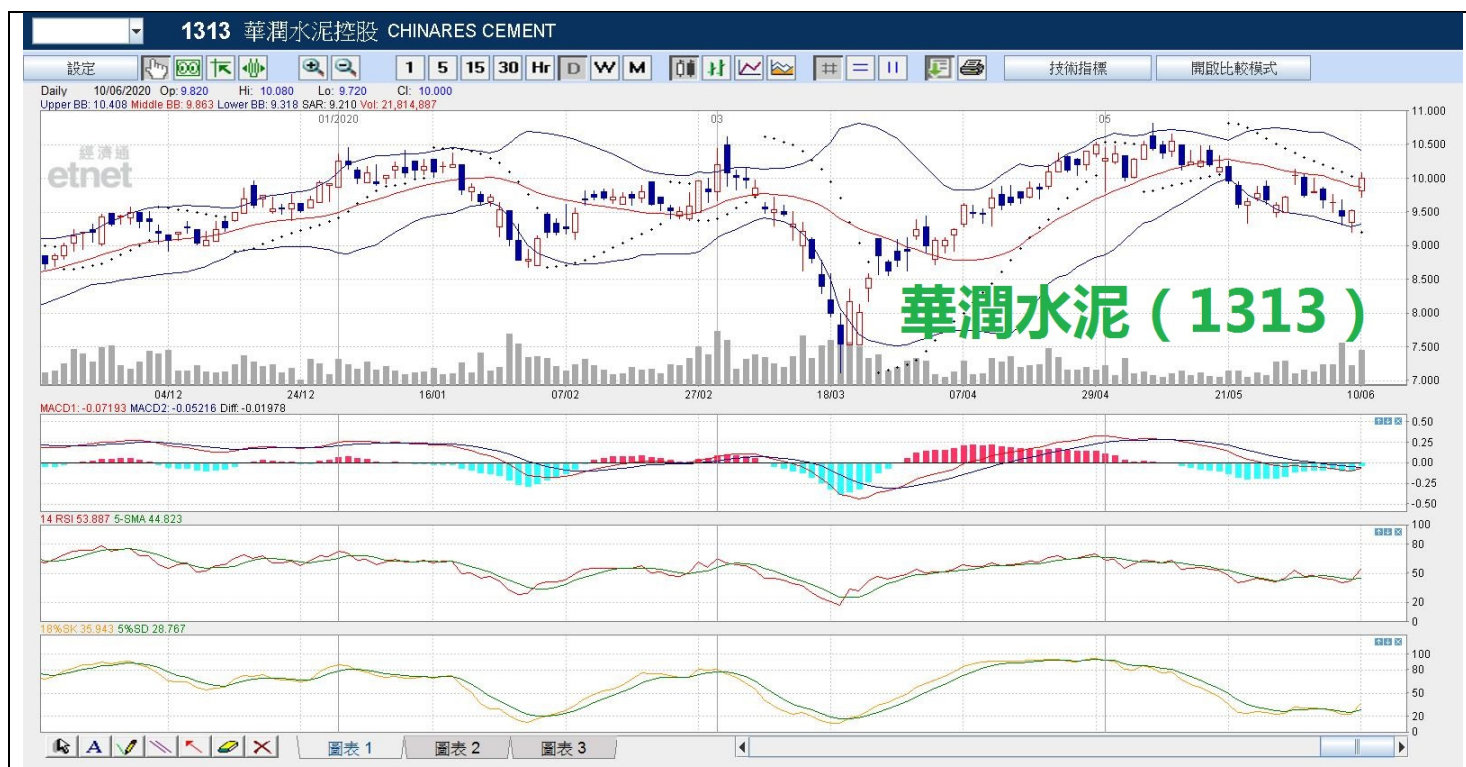 1313 華潤水泥控股 CHINARES CEMENT
設定 1 5 15 30 Hr D W M 技術指標 開啟比較模式
Daily 10/06/2020 Op: 9.820 Hi: 10.080 Lo: 9.720 Cl: 10.000
Upper BB: 10.408 Middle BB: 9.863 Lower BB: 9.318 SAR: 9.210 Vol: 21,814,887
01/2020 03 05
11.000
經濟通
etnet
10.500
10.000
9.500
9.000
8.500
華潤水泥（1313）
8.000
7.500
7.000
04/12 24/12 16/01 07/02 27/02 18/03 07/04 29/04 21/05 10/06
MACD1: -0.07193 MACD2: -0.05216 Diff: -0.01978
0.50
0.25
0.00
-0.25
-0.50
14 RSI 53.887 5-SMA 44.823
100
80
50
20
0
18%SK 35.943 5%SD 28.767
100
80
50
20
0
A 圖表 1 圖表 2 圖表 3